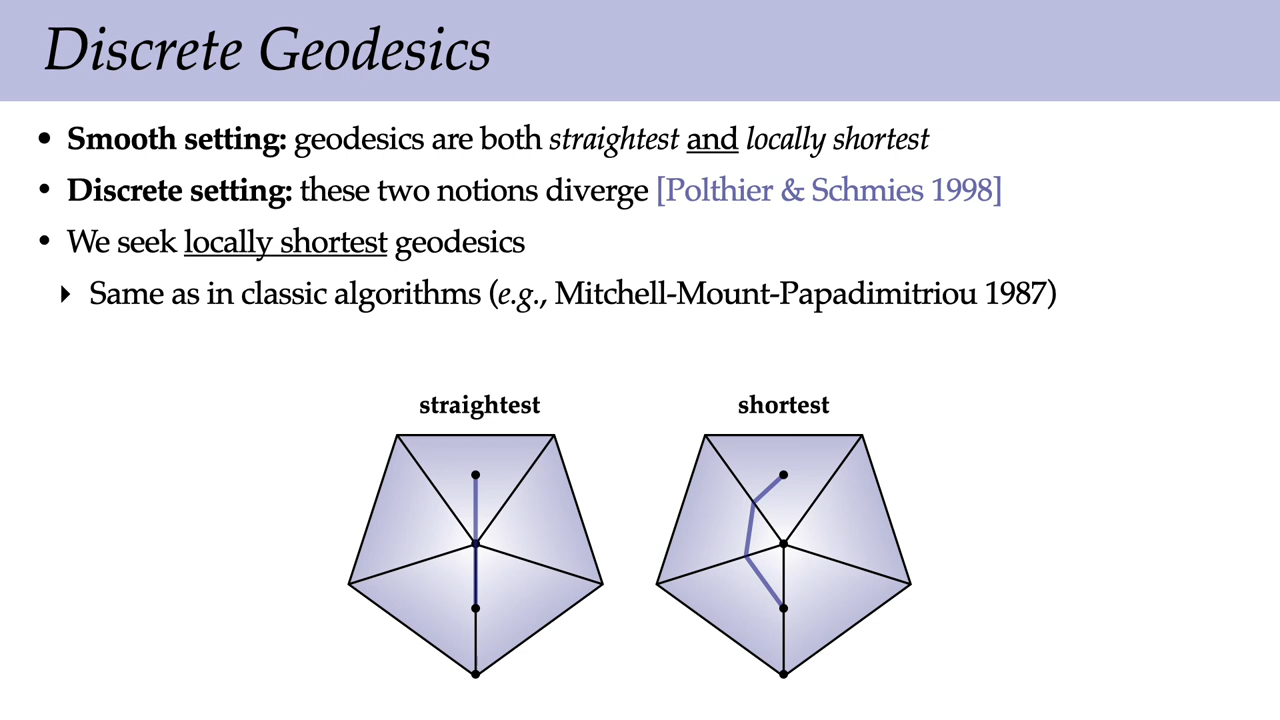 Discrete Geodesics
• Smooth setting: geodesics are both straightest and locally shortest
• Discrete setting: these two notions diverge [Polthier & Schmies 1998]
• We seek locally shortest geodesics
‣ Same as in classic algorithms (e.g., Mitchell-Mount-Papadimitriou 1987)
straightest
shortest